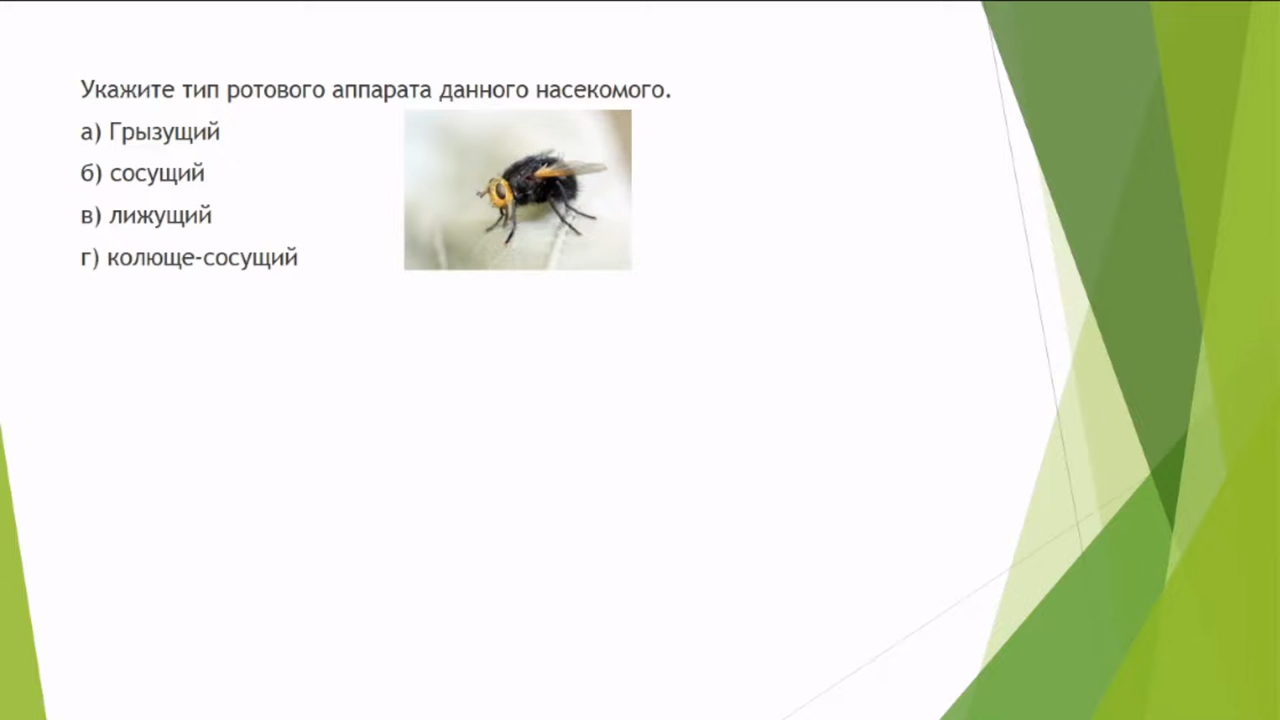 Укажите тип ротового аппарата данного насекомого.
а) Грызущий
б) сосущий
в) лижущий
г) колюще-сосущий